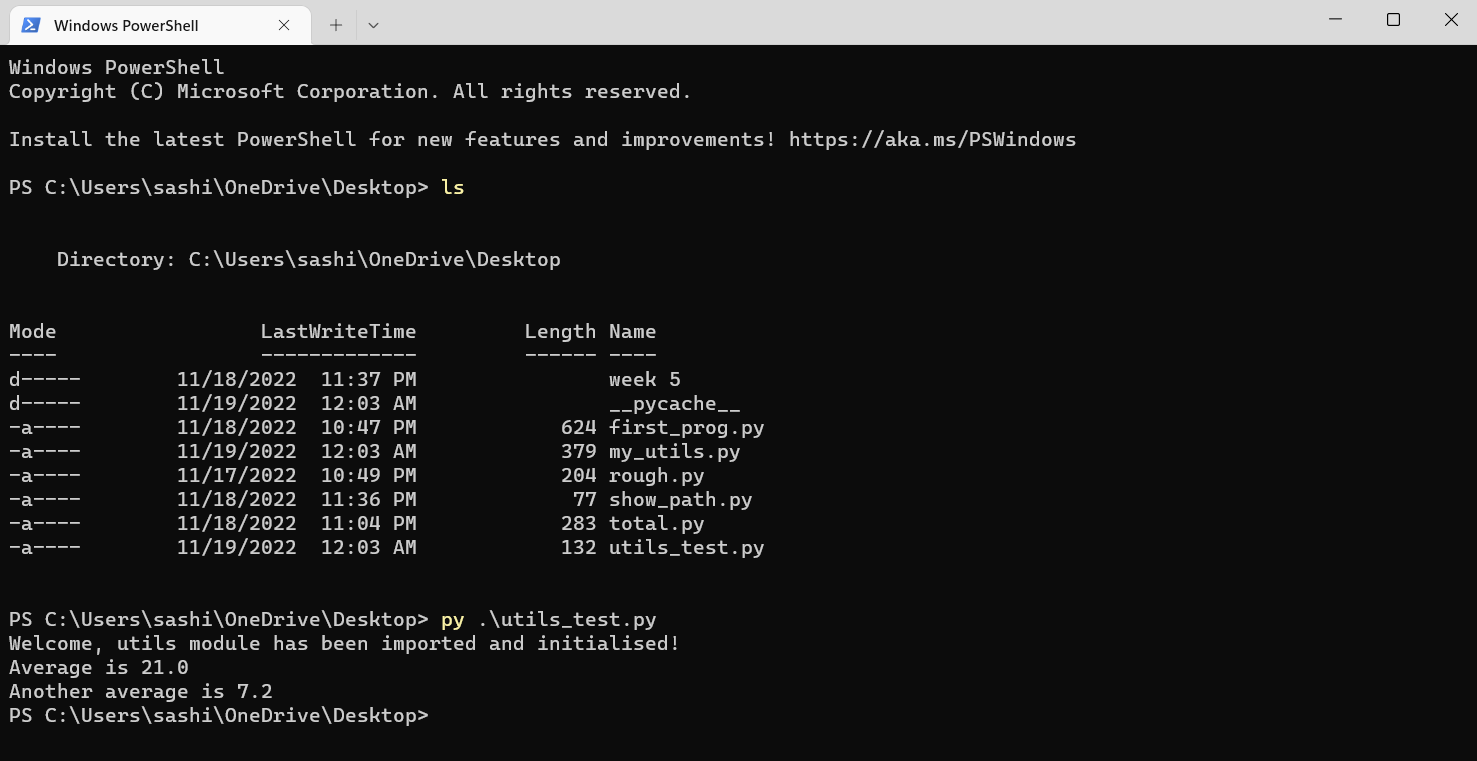 Windows PowerShell
Windows PowerShell
Copyright (C) Microsoft Corporation. All rights reserved.
Install the latest PowerShell for new features and improvements! https://aka.ms/PSWindows
PS C:\Users\sashi\OneDrive\Desktop> ls
    Directory: C:\Users\sashi\OneDrive\Desktop
Mode                 LastWriteTime         Length Name
----                 -------------         ------ ----
d-----        11/18/2022  11:37 PM                week 5
d-----        11/19/2022  12:03 AM                __pycache__
-a----        11/18/2022  10:47 PM            624 first_prog.py
-a----        11/19/2022  12:03 AM            379 my_utils.py
-a----        11/17/2022  10:49 PM            204 rough.py
-a----        11/18/2022  11:36 PM             77 show_path.py
-a----        11/18/2022  11:04 PM            283 total.py
-a----        11/19/2022  12:03 AM            132 utils_test.py
PS C:\Users\sashi\OneDrive\Desktop> py .\utils_test.py
Welcome, utils module has been imported and initialised!
Average is 21.0
Another average is 7.2
PS C:\Users\sashi\OneDrive\Desktop>